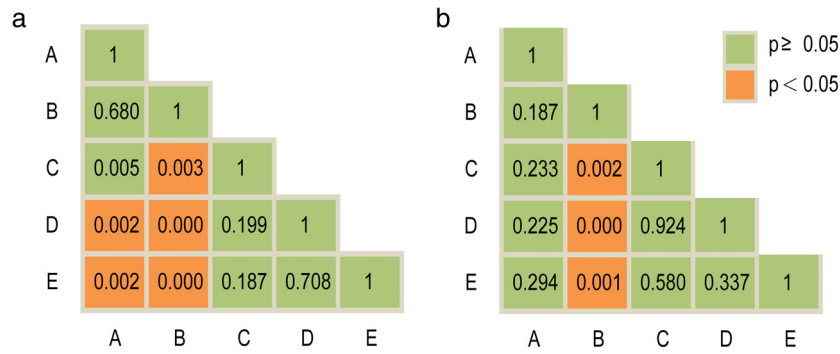 a
A 1
B 0.680 1
C 0.005 0.003 1
D 0.002 0.000 0.199 1
E 0.002 0.000 0.187 0.708 1
A B C D E
b
A 1
B 0.187 1
C 0.233 0.002 1
D 0.225 0.000 0.924 1
E 0.294 0.001 0.580 0.337 1
A B C D E
p≥ 0.05
p< 0.05